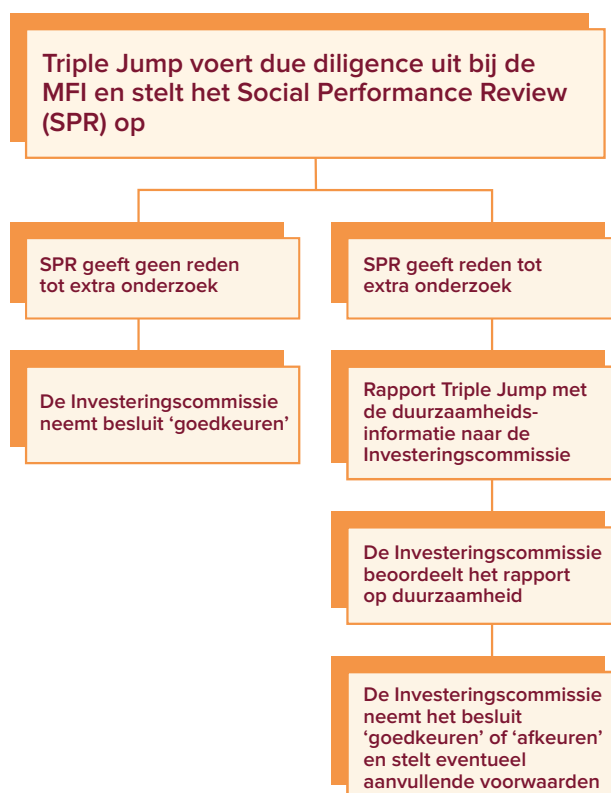 Triple Jump voert due diligence uit bij de
MFI en stelt het Social Performance Review
(SPR) op
SPR geeft geen reden
tot extra onderzoek
De Investeringscommissie
neemt besluit ‘goedkeuren’
SPR geeft reden tot
extra onderzoek
Rapport Triple Jump met
de duurzaamheids-
informatie naar de
Investeringscommissie
De Investeringscommissie
beoordeelt het rapport
op duurzaamheid
De Investeringscommissie
neemt het besluit
‘goedkeuren’ of ‘afkeuren’
en stelt eventueel
aanvullende voorwaarden